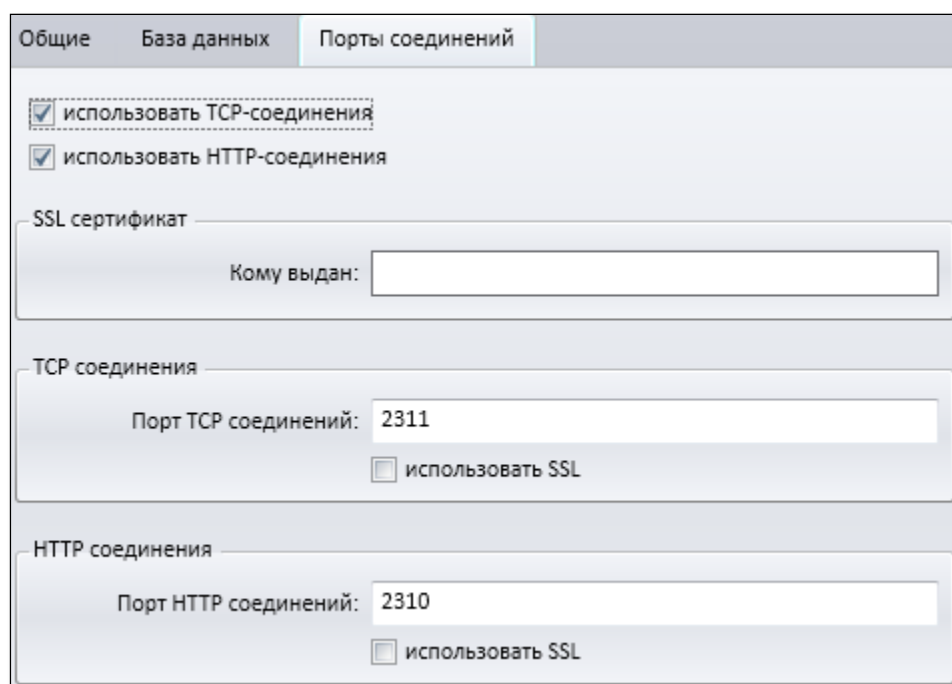 Общие База данных Порты соединений
использовать TCP-соединения
использовать HTTP-соединения
SSL сертификат
Кому выдан:
TCP соединения
Порт TCP соединений: 2311
использовать SSL
HTTP соединения
Порт HTTP соединений: 2310
использовать SSL